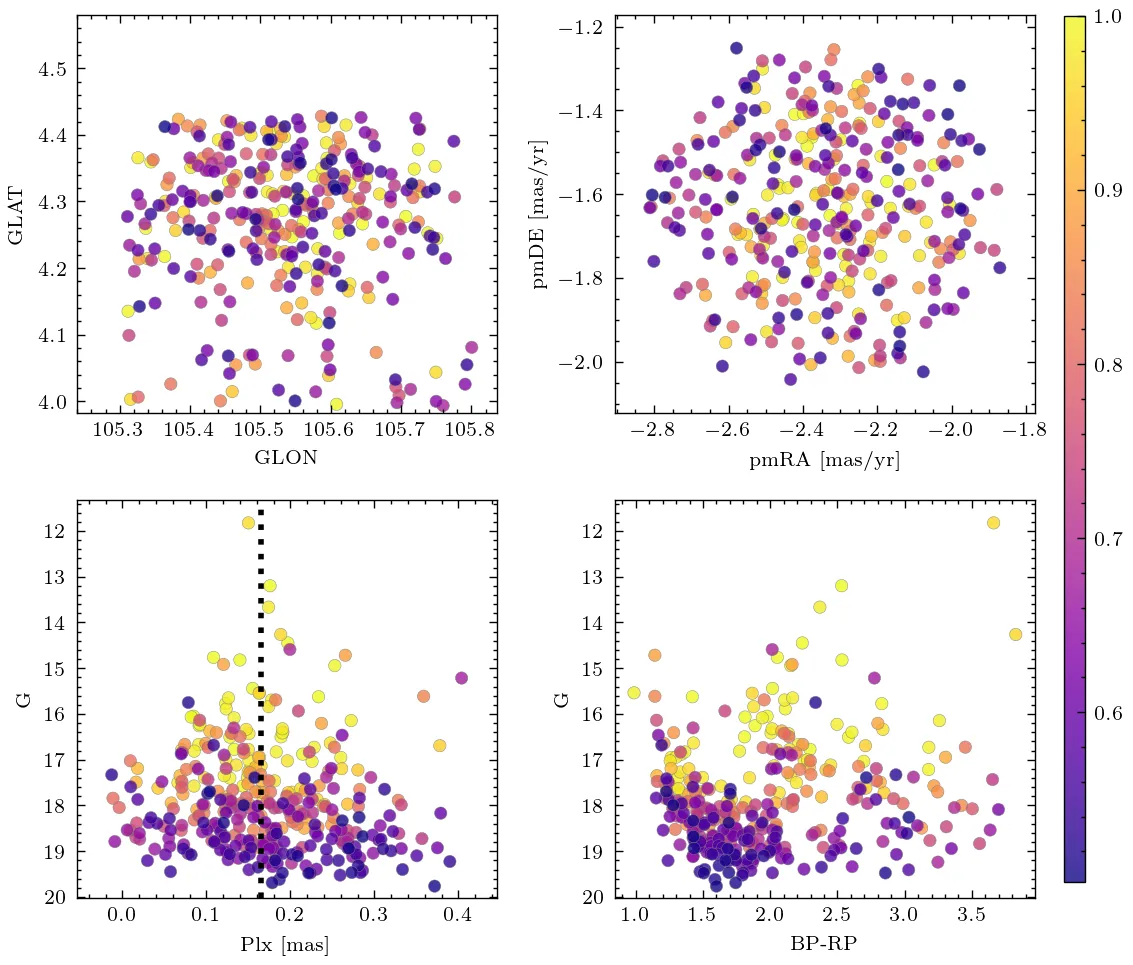 GLAT
4.5
4.4
4.3
4.2
4.1
4.0
105.3 105.4 105.5 105.6 105.7 105.8
GLON
pmDE [mas/yr]
−1.2
−1.4
−1.6
−1.8
−2.0
−2.8 −2.6 −2.4 −2.2 −2.0 −1.8
pmRA [mas/yr]
G
12
13
14
15
16
17
18
19
20
0.0 0.1 0.2 0.3 0.4
Plx [mas]
G
12
13
14
15
16
17
18
19
20
1.0 1.5 2.0 2.5 3.0 3.5
BP-RP
1.0
0.9
0.8
0.7
0.6